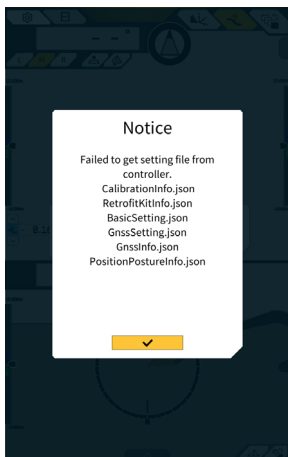 Notice
Failed to get setting file from
controller.
CalibrationInfo.json
RetrofitKitInfo.json
BasicSetting.json
GnssSetting.json
GnssInfo.json
PositionPostureInfo.json